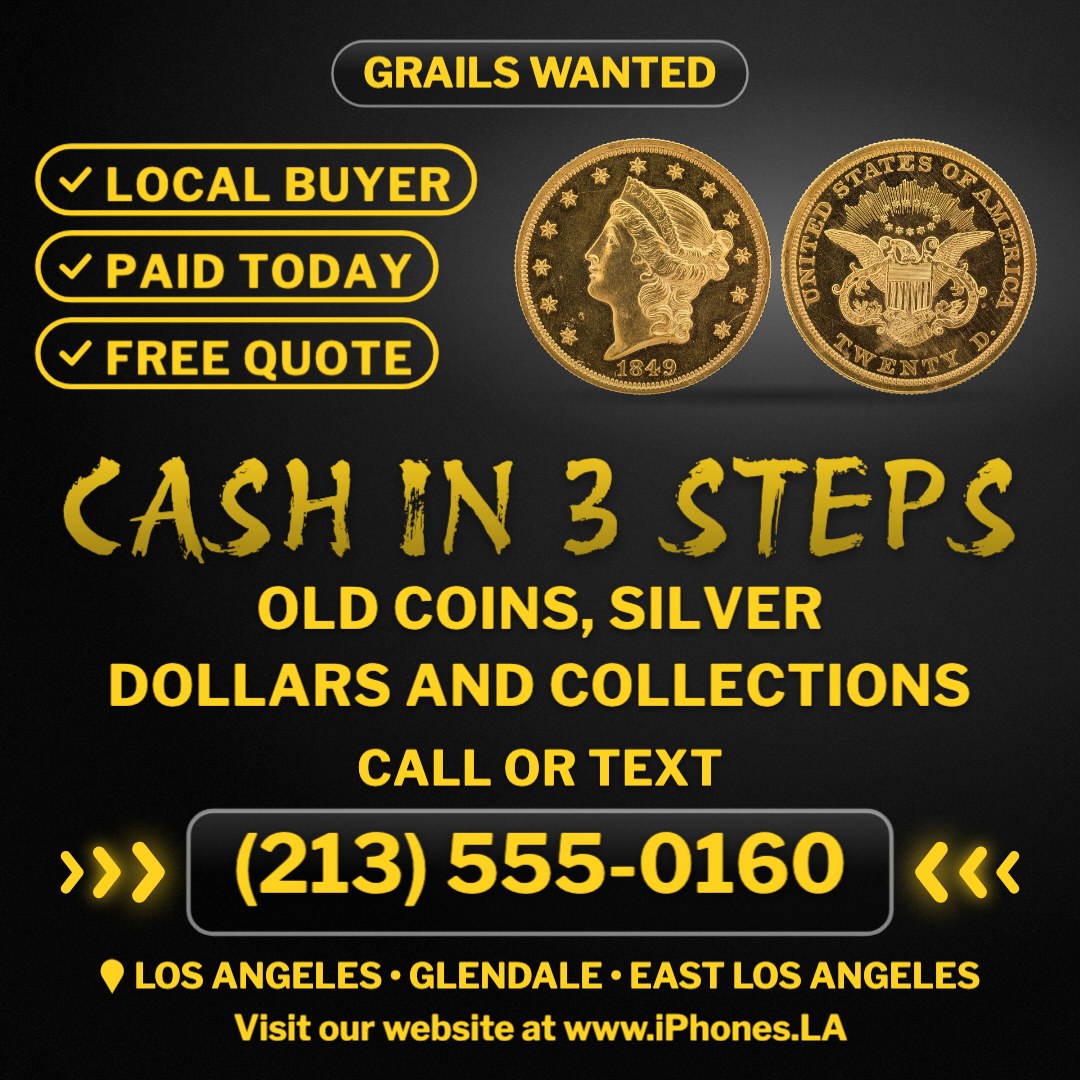 GRAILS WANTED
✓ LOCAL BUYER
✓ PAID TODAY
✓ FREE QUOTE
1849
UNITED STATES OF AMERICA
TWENTY D.
CASH IN 3 STEPS
OLD COINS, SILVER
DOLLARS AND COLLECTIONS
CALL OR TEXT
(213) 555-0160
LOS ANGELES • GLENDALE • EAST LOS ANGELES
Visit our website at www.iPhones.LA